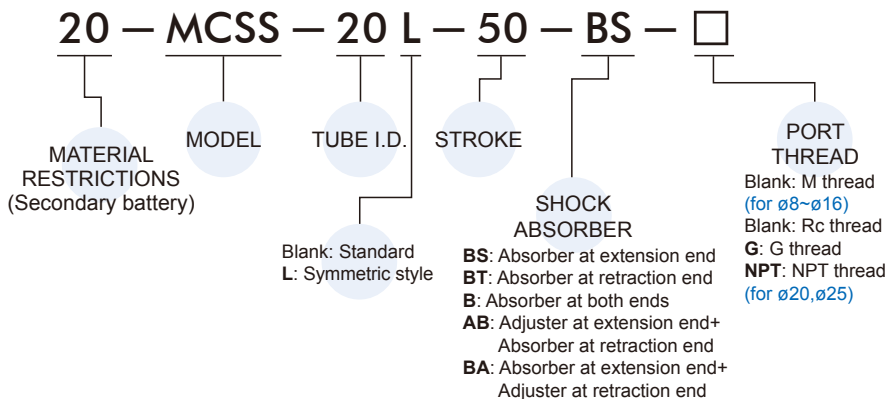 20 — MCSS — 20 L — 50 — BS — □
MATERIAL
RESTRICTIONS
(Secondary battery)
MODEL
TUBE I.D.
Blank: Standard
L: Symmetric style
STROKE
SHOCK
ABSORBER
BS: Absorber at extension end
BT: Absorber at retraction end
B: Absorber at both ends
AB: Adjuster at extension end+
Absorber at retraction end
BA: Absorber at extension end+
Adjuster at retraction end
PORT
THREAD
Blank: M thread
(for ø8~ø16)
Blank: Rc thread
G: G thread
NPT: NPT thread
(for ø20,ø25)